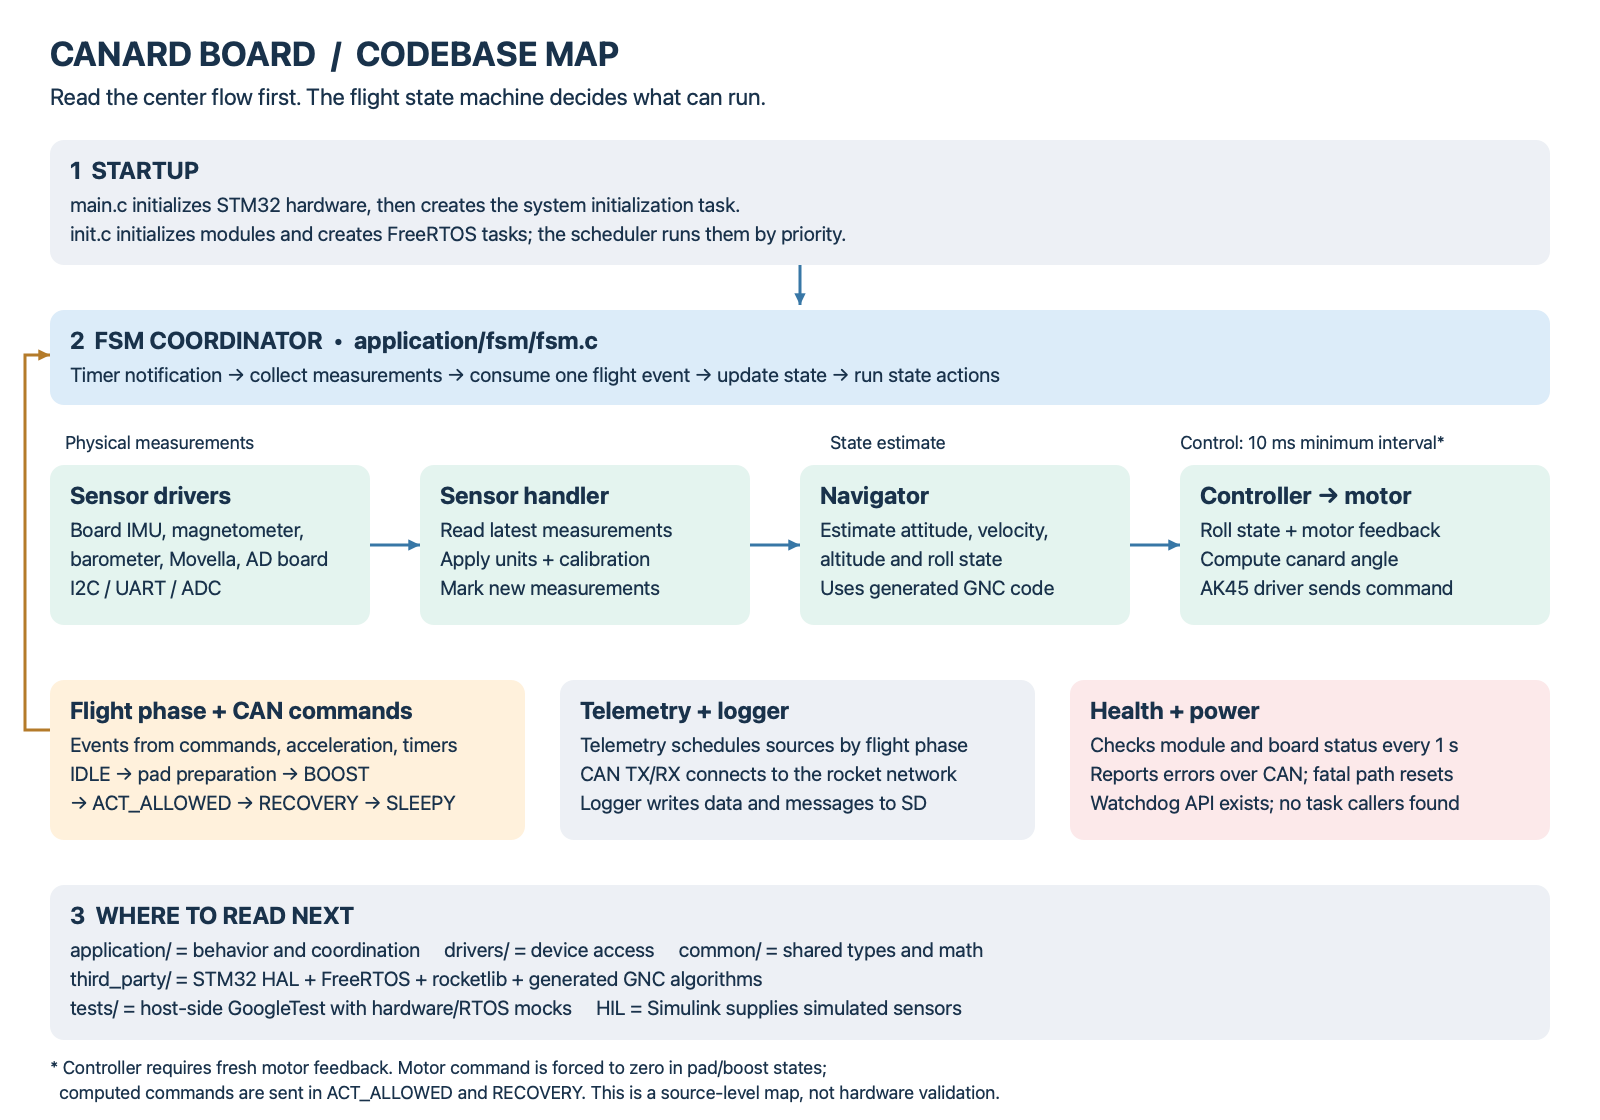 CANARD BOARD / CODEBASE MAP
Read the center flow first. The flight state machine decides what can run.
1 STARTUP
main.c initializes STM32 hardware, then creates the system initialization task.
init.c initializes modules and creates FreeRTOS tasks; the scheduler runs them by priority.
2 FSM COORDINATOR • application/fsm/fsm.c
Timer notification → collect measurements → consume one flight event → update state → run state actions
Physical measurements
Sensor drivers
Board IMU, magnetometer,
barometer, Movella, AD board
I2C / UART / ADC
Sensor handler
Read latest measurements
Apply units + calibration
Mark new measurements
State estimate
Navigator
Estimate attitude, velocity,
altitude and roll state
Uses generated GNC code
Control: 10 ms minimum interval*
Controller → motor
Roll state + motor feedback
Compute canard angle
AK45 driver sends command
Flight phase + CAN commands
Events from commands, acceleration, timers
IDLE → pad preparation → BOOST
→ ACT_ALLOWED → RECOVERY → SLEEPY
Telemetry + logger
Telemetry schedules sources by flight phase
CAN TX/RX connects to the rocket network
Logger writes data and messages to SD
Health + power
Checks module and board status every 1 s
Reports errors over CAN; fatal path resets
Watchdog API exists; no task callers found
3 WHERE TO READ NEXT
application/ = behavior and coordination drivers/ = device access common/ = shared types and math
third_party/ = STM32 HAL + FreeRTOS + rocketlib + generated GNC algorithms
tests/ = host-side GoogleTest with hardware/RTOS mocks HIL = Simulink supplies simulated sensors
* Controller requires fresh motor feedback. Motor command is forced to zero in pad/boost states;
computed commands are sent in ACT_ALLOWED and RECOVERY. This is a source-level map, not hardware validation.